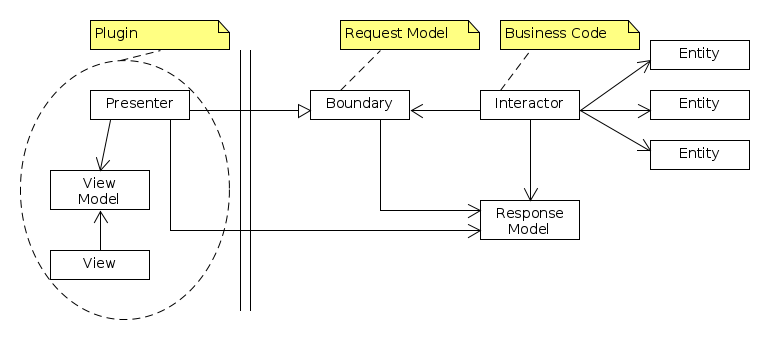 Plugin
Request Model
Business Code
Entity
Presenter
Boundary
Interactor
Entity
Entity
View
Model
Response
Model
View